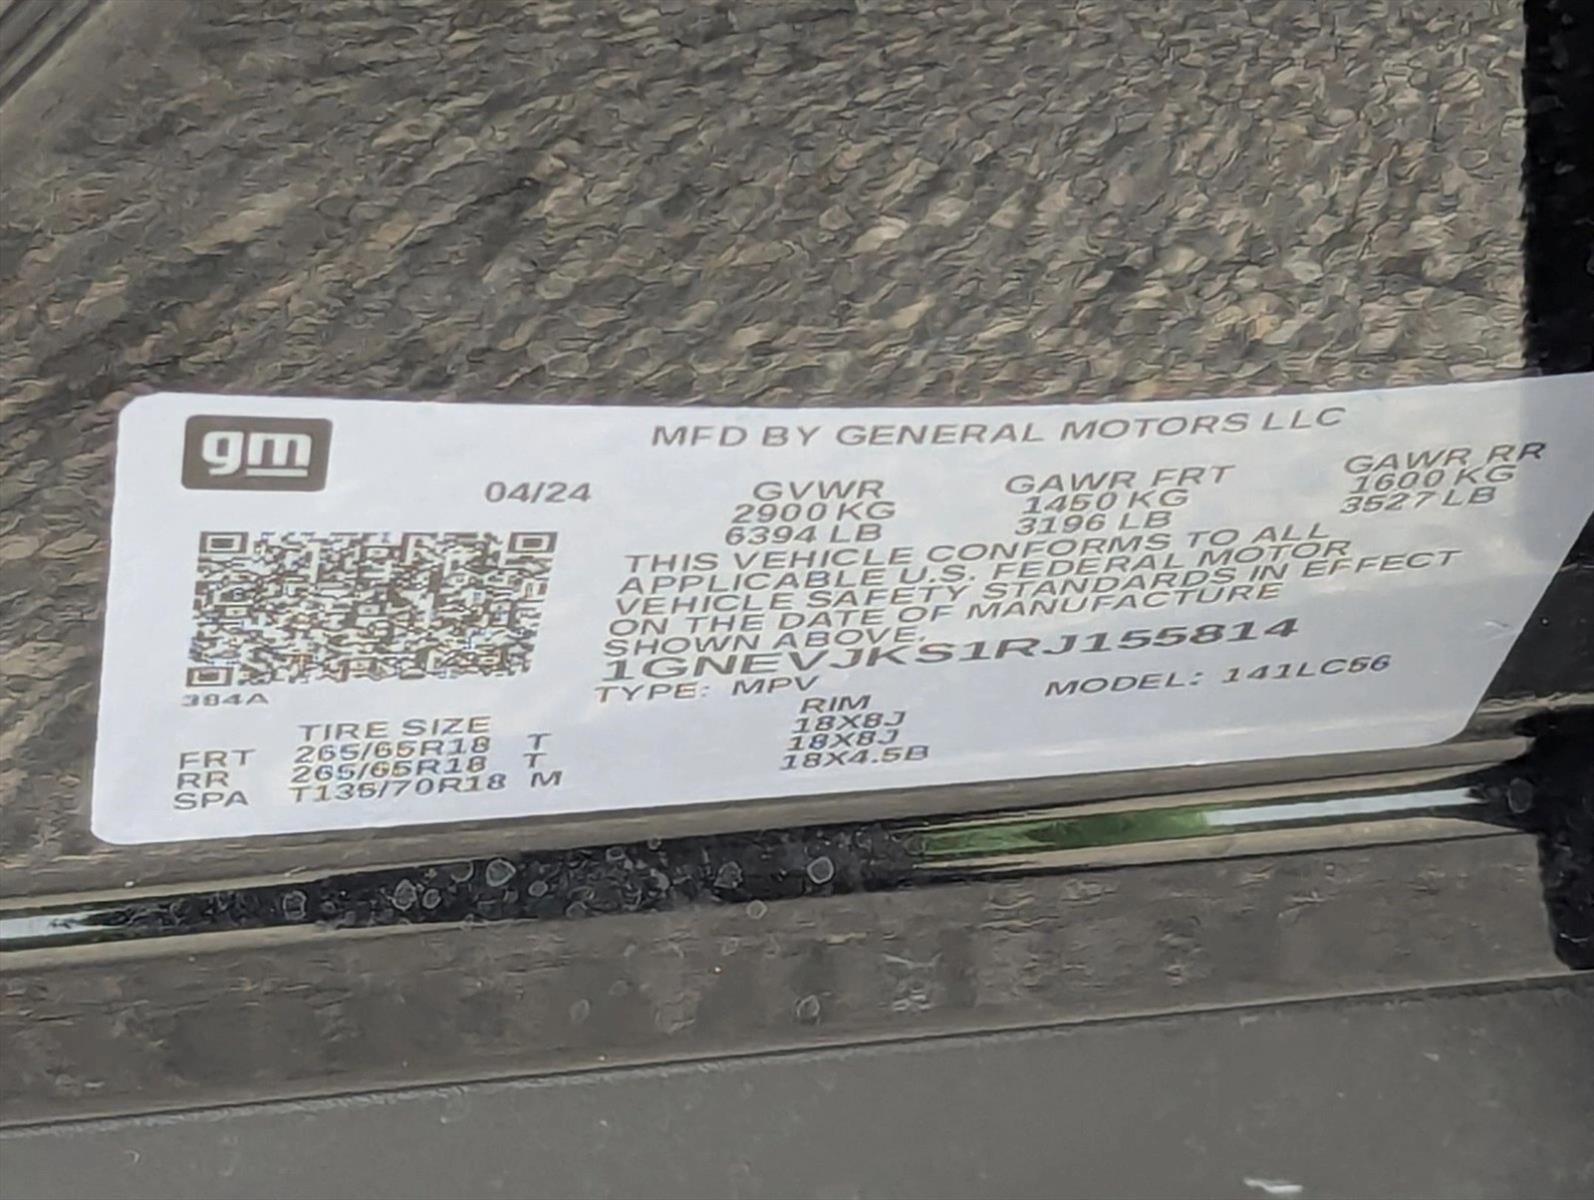 gm
MFD BY GENERAL MOTORS LLC
04/24
GVWR GAWR FRT GAWR RR
2900 KG 1450 KG 1600 KG
6394 LB 3196 LB 3527 LB
THIS VEHICLE CONFORMS TO ALL
APPLICABLE U.S. FEDERAL MOTOR
VEHICLE SAFETY STANDARDS IN EFFECT
ON THE DATE OF MANUFACTURE
SHOWN ABOVE.
1GNEVJKS1RJ155814
384A
TYPE: MPV MODEL: 141LC56
TIRE SIZE RIM
FRT 265/65R18 T 18X8J
RR 265/65R18 T 18X8J
SPA T135/70R18 M 18X4.5B